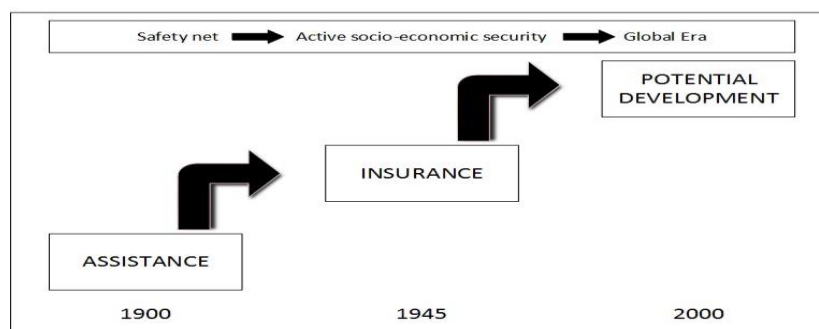 Safety net Active socio-economic security Global Era
POTENTIAL
DEVELOPMENT
INSURANCE
ASSISTANCE
1900 1945 2000